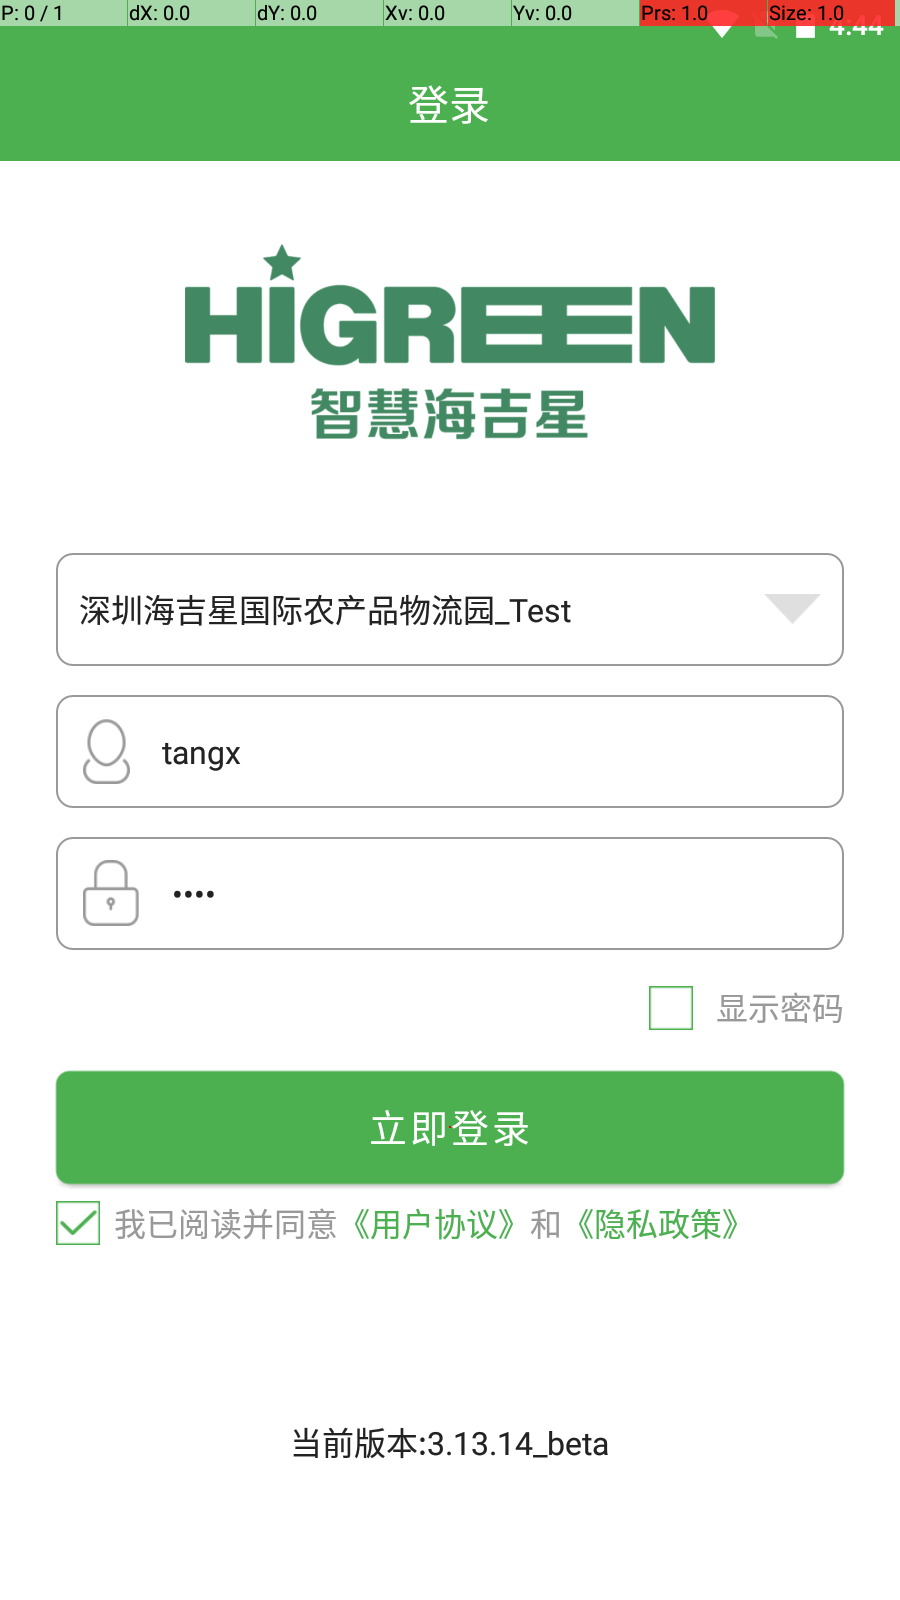 P: 0 / 1 dX: 0.0 dY: 0.0 Xv: 0.0 Yv: 0.0 Prs: 1.0 Size: 1.0
4:44
登录
HIGREEN
智慧海吉星
深圳海吉星国际农产品物流园_Test
tangx
••••
显示密码
立即登录
我已阅读并同意《用户协议》和《隐私政策》
当前版本:3.13.14_beta